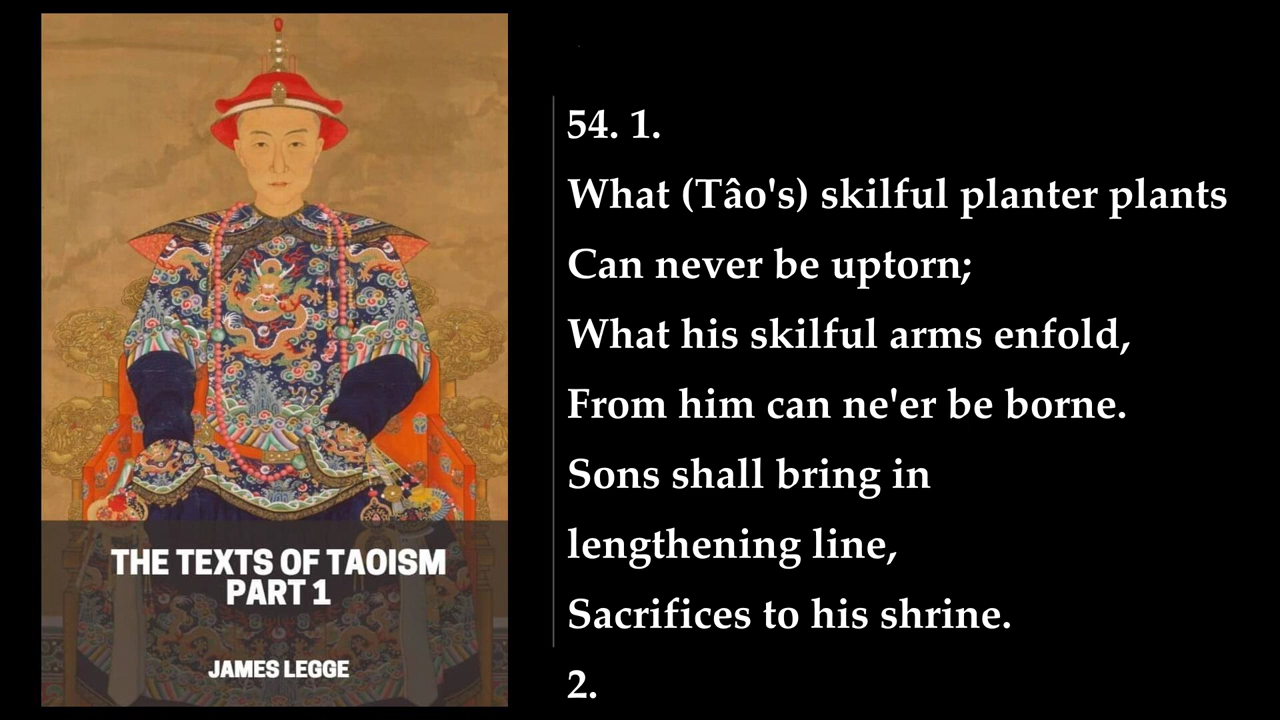 THE TEXTS OF TAOISM
PART 1
JAMES LEGGE
54. 1.
What (Tâo's) skilful planter plants
Can never be uptorn;
What his skilful arms enfold,
From him can ne'er be borne.
Sons shall bring in
lengthening line,
Sacrifices to his shrine.
2.